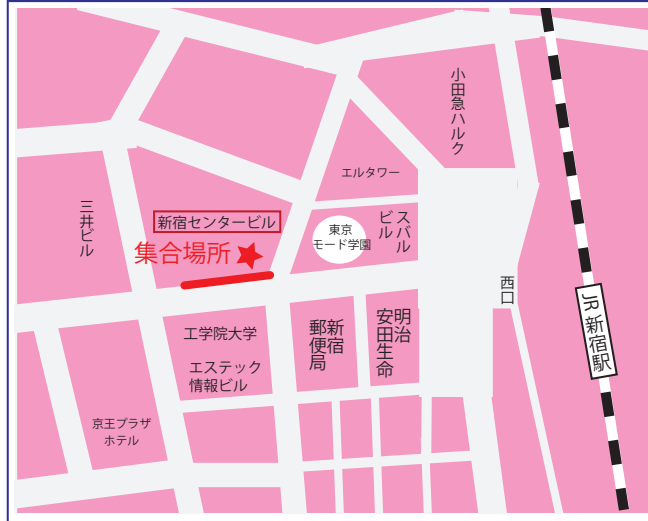 小田急ハルク
エルタワー
三井ビル
新宿センタービル
集合場所
東京
モード学園
スバル
ビル
西口
JR 新宿駅
工学院大学
エステック
情報ビル
新宿
郵便局
明治
安田生命
京王プラザ
ホテル